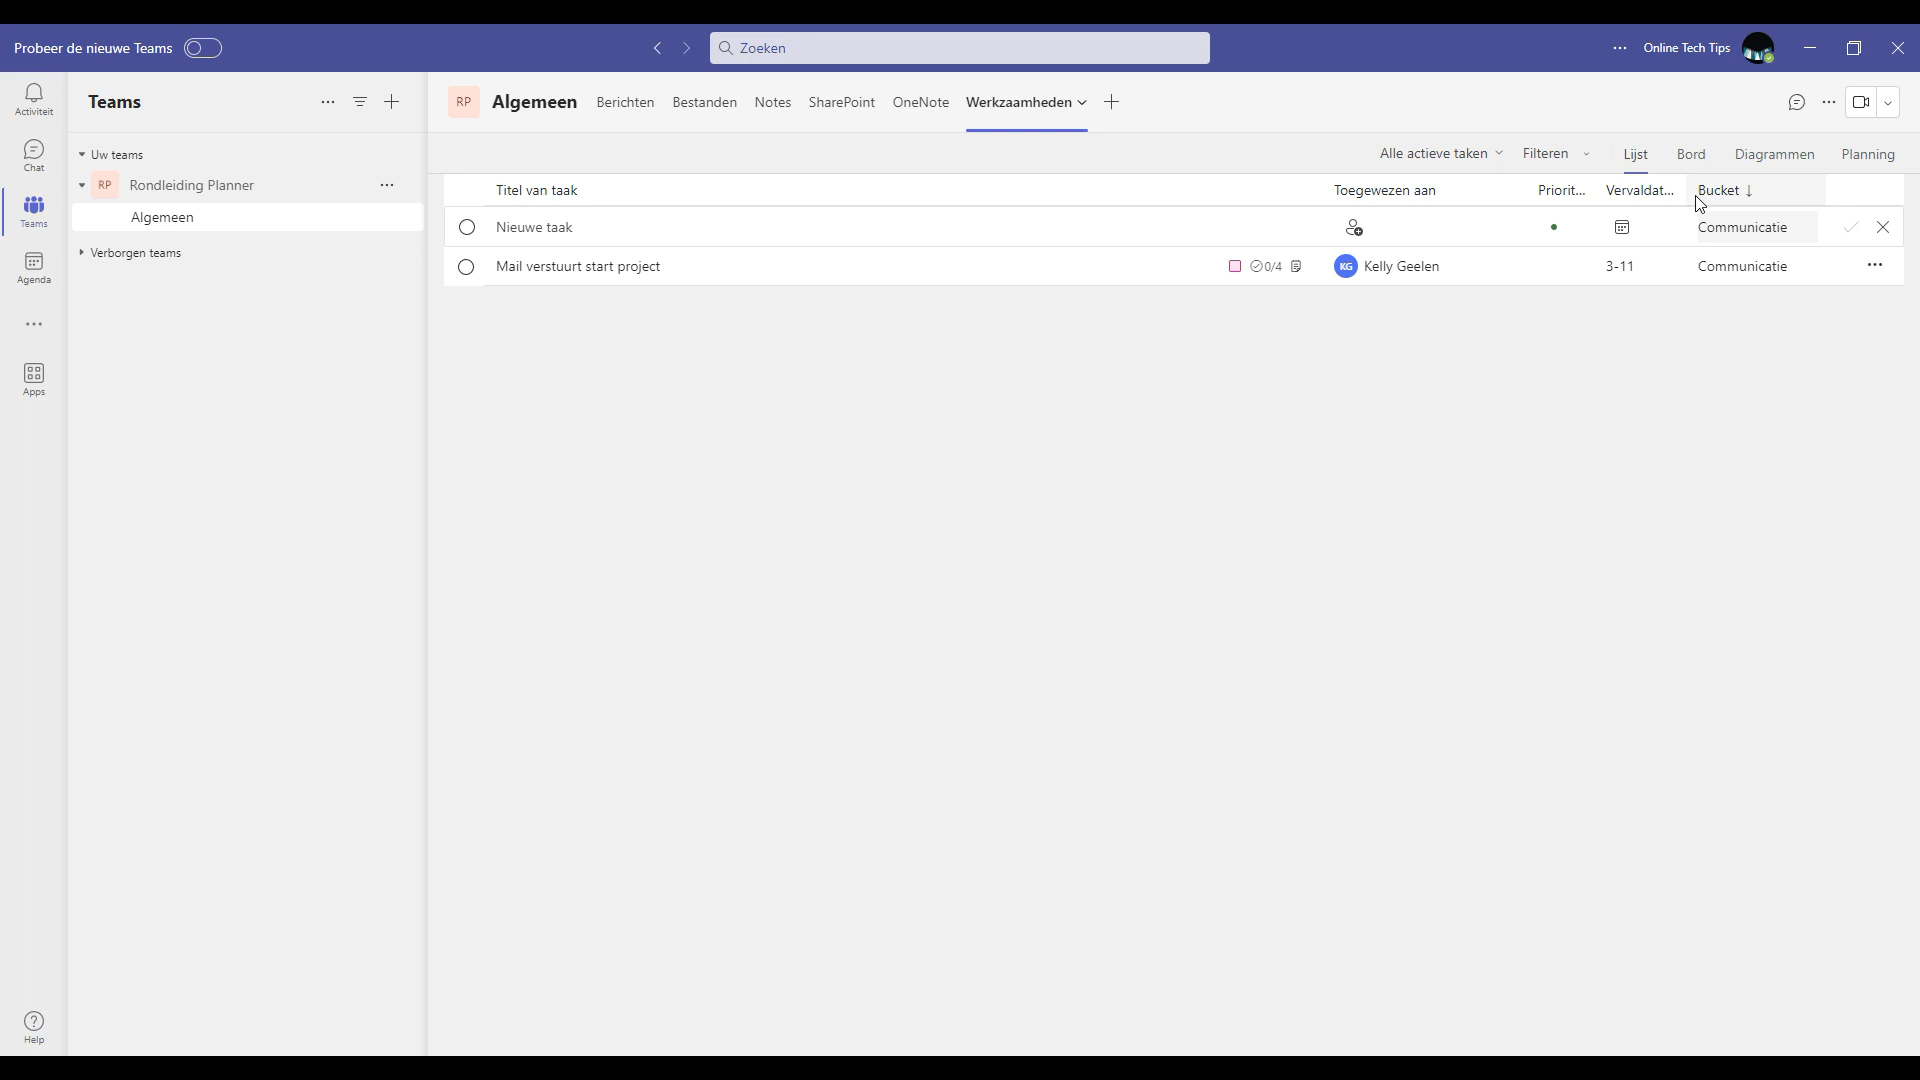 Probeer de nieuwe Teams
Zoeken
Online Tech Tips
Activiteit
Chat
Teams
Agenda
Apps
Help
Teams
Uw teams
RP Rondleiding Planner
Algemeen
Verborgen teams
RP Algemeen Berichten Bestanden Notes SharePoint OneNote Werkzaamheden
Alle actieve taken Filteren Lijst Bord Diagrammen Planning
Titel van taak Toegewezen aan Priorit... Vervaldat... Bucket ↓
Nieuwe taak Communicatie
Mail verstuurt start project 0/4 KG Kelly Geelen 3-11 Communicatie